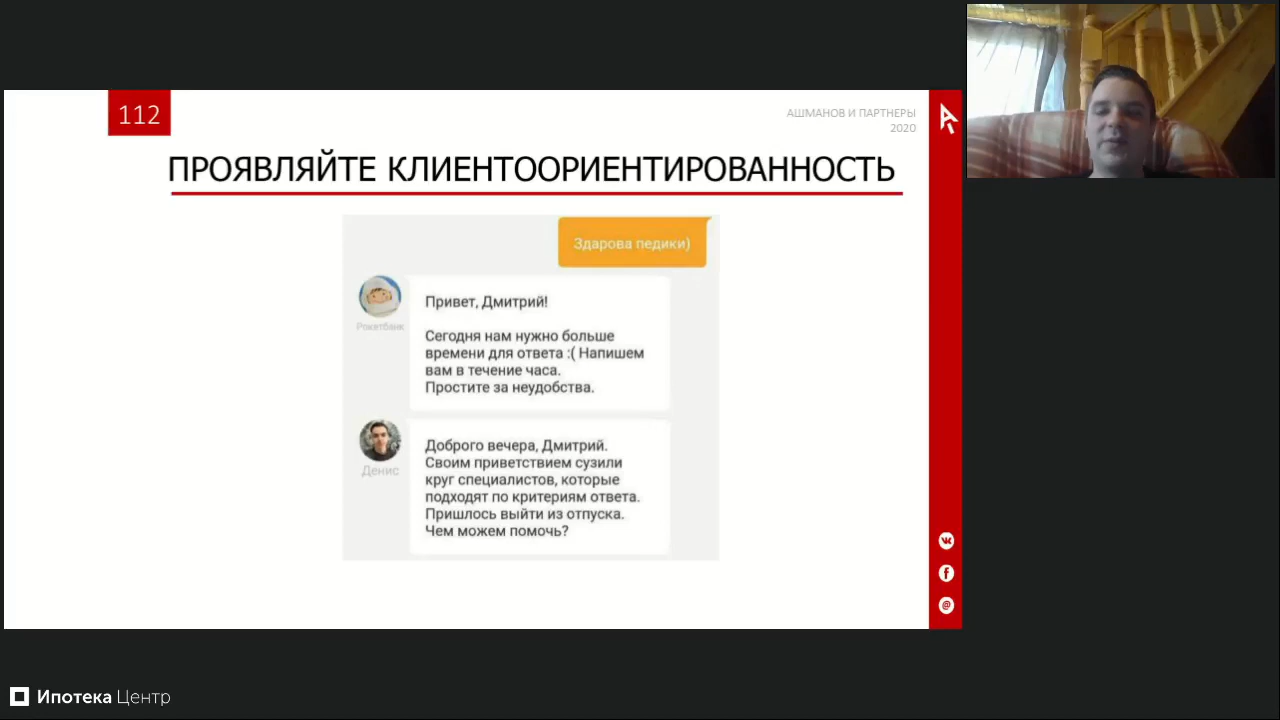 112
АШМАНОВ И ПАРТНЕРЫ
2020
ПРОЯВЛЯЙТЕ КЛИЕНТООРИЕНТИРОВАННОСТЬ
Здарова педики)
Привет, Дмитрий!
Рокетбанк
Сегодня нам нужно больше
времени для ответа :( Напишем
вам в течение часа.
Простите за неудобства.
Доброго вечера, Дмитрий.
Своим приветствием сузили
Денис
круг специалистов, которые
подходят по критериям ответа.
Пришлось выйти из отпуска.
Чем можем помочь?
Ипотека Центр